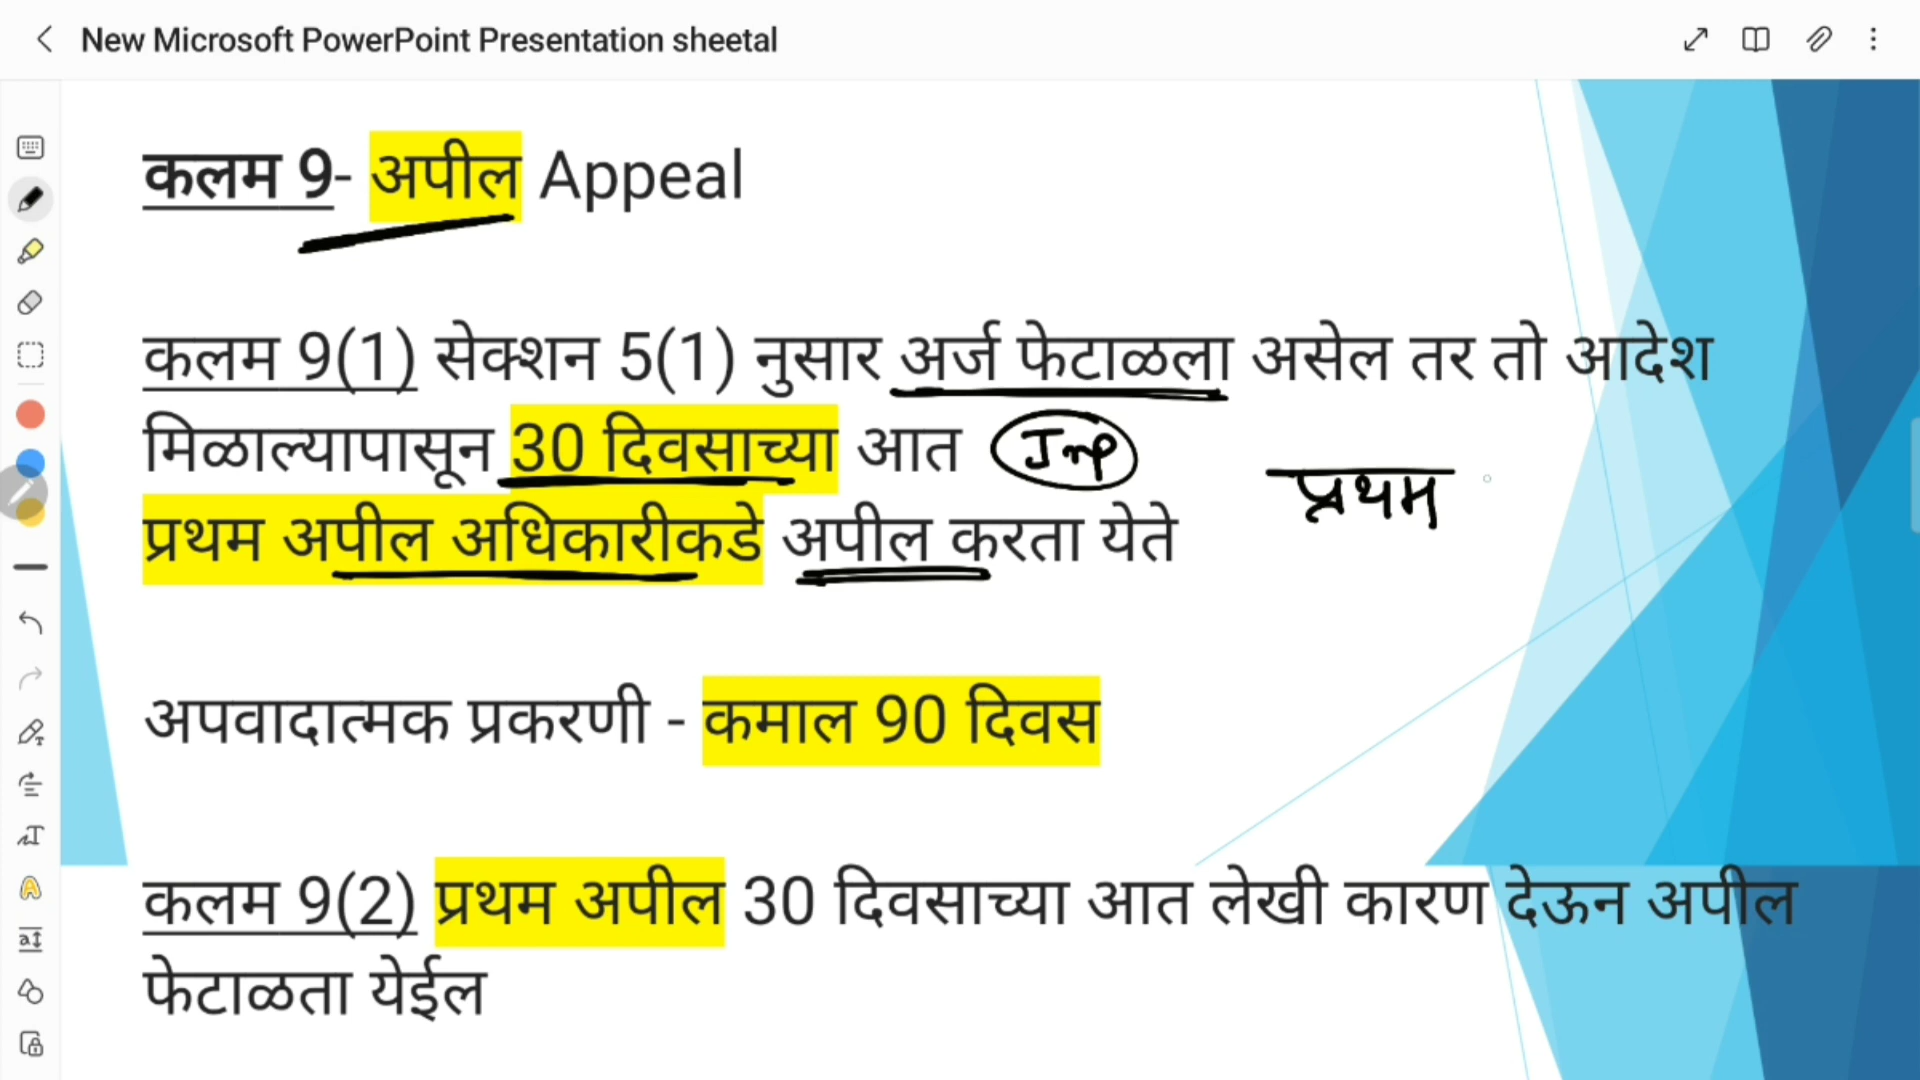 New Microsoft PowerPoint Presentation sheetal
कलम 9- अपील Appeal
कलम 9(1) सेक्शन 5(1) नुसार अर्ज फेटाळला असेल तर तो आदेश
मिळाल्यापासून 30 दिवसाच्या आत Imp
प्रथम
प्रथम अपील अधिकारीकडे अपील करता येते
अपवादात्मक प्रकरणी - कमाल 90 दिवस
कलम 9(2) प्रथम अपील 30 दिवसाच्या आत लेखी कारण देऊन अपील
फेटाळता येईल